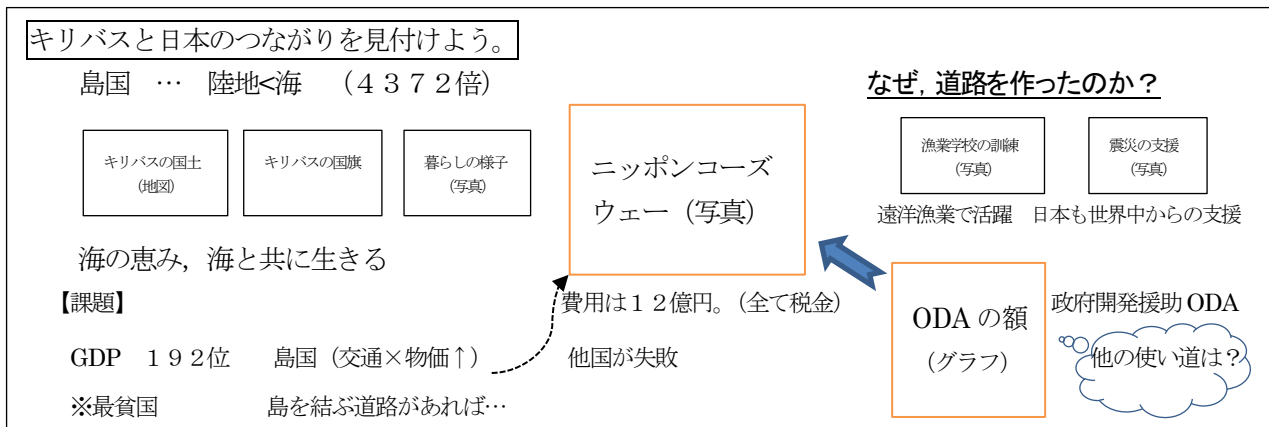 キリバスと日本のつながりを見付けよう。
島国　…　陸地<海　（４３７２倍）
キリバスの国土
(地図)
キリバスの国旗
暮らしの様子
(写真)
海の恵み，海と共に生きる
【課題】
GDP　１９２位　　島国（交通×物価↑）
※最貧国　　島を結ぶ道路があれば…
ニッポンコーズ
ウェー（写真）
費用は１２億円。（全て税金）
他国が失敗
なぜ，道路を作ったのか？
漁業学校の訓練
(写真)
震災の支援
(写真)
遠洋漁業で活躍　日本も世界中からの支援
ODA の額
（グラフ）
政府開発援助 ODA
他の使い道は？